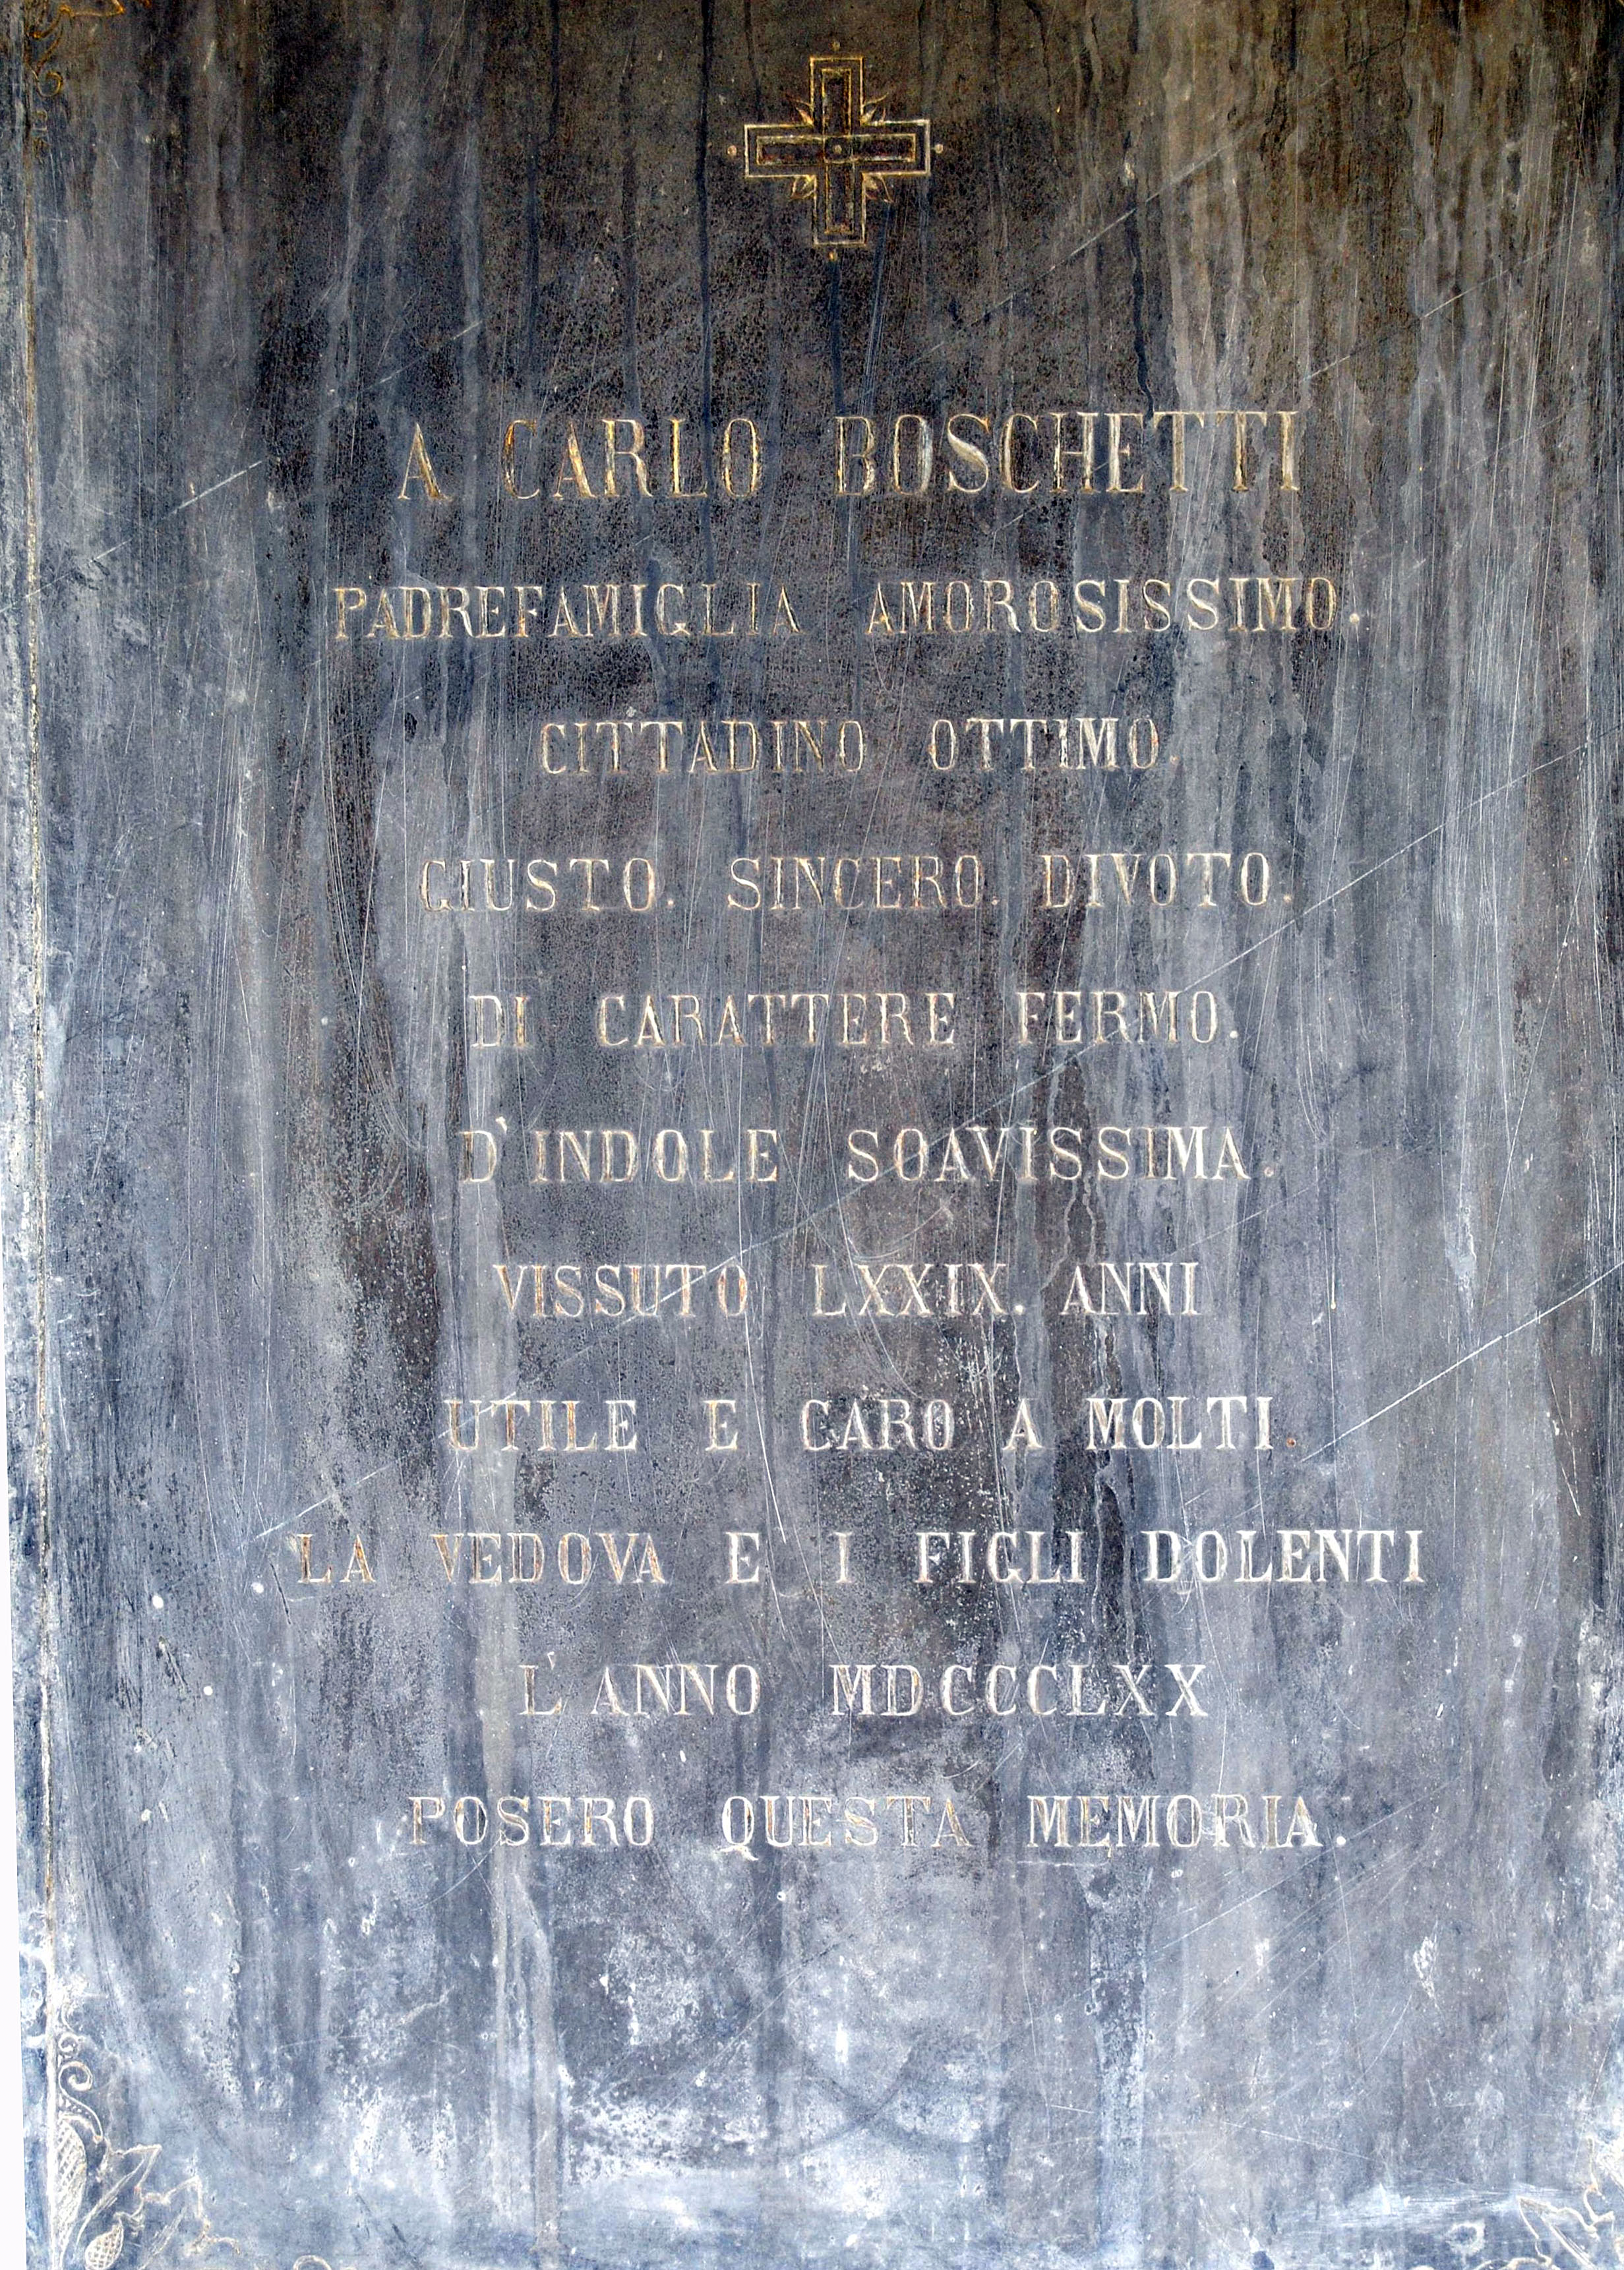 A CARLO BOSCHETTI
PADREFAMIGLIA AMOROSISSIMO.
CITTADINO OTTIMO.
GIUSTO. SINCERO. DIVOTO.
DI CARATTERE FERMO.
D'INDOLE SOAVISSIMA.
VISSUTO LXXIX. ANNI
UTILE E CARO A MOLTI.
LA VEDOVA E I FIGLI DOLENTI
L'ANNO MDCCCLXX
POSERO QUESTA MEMORIA.